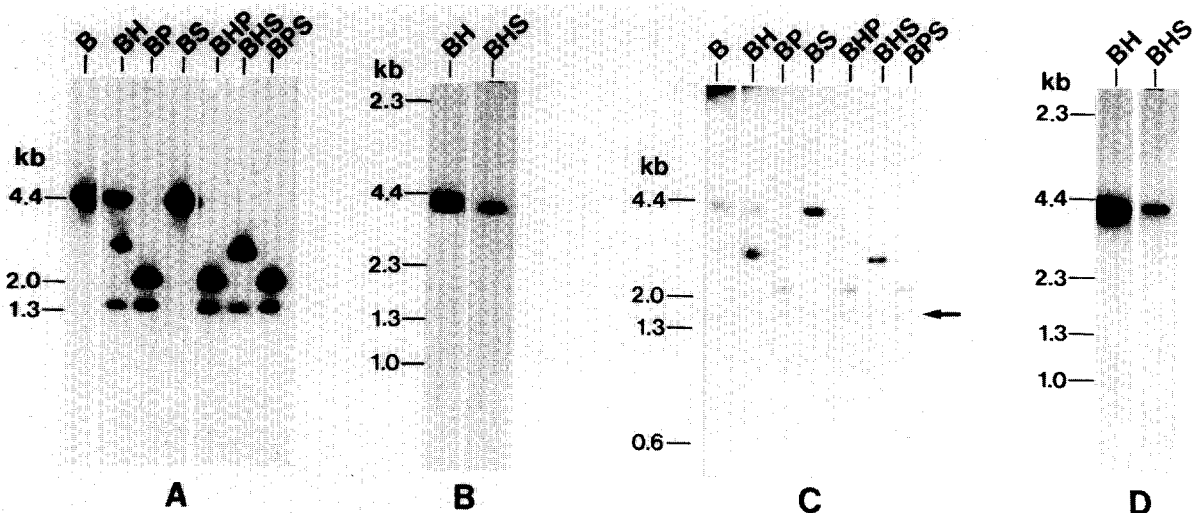 B BH BP BS BHP BHS BPS
kb
4.4
2.0
1.3
A
BH BHS
kb
2.3
4.4
2.3
1.3
1.0
B
B BH BP BS BHP BHS BPS
kb
4.4
2.0
1.3
0.6
C
BH BHS
kb
2.3
4.4
2.3
1.3
1.0
D